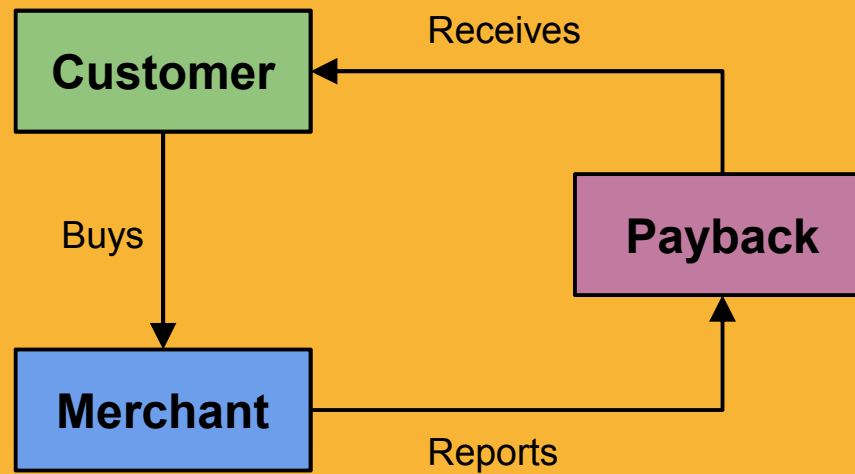 Receives
Customer
Payback
Buys
Merchant
Reports